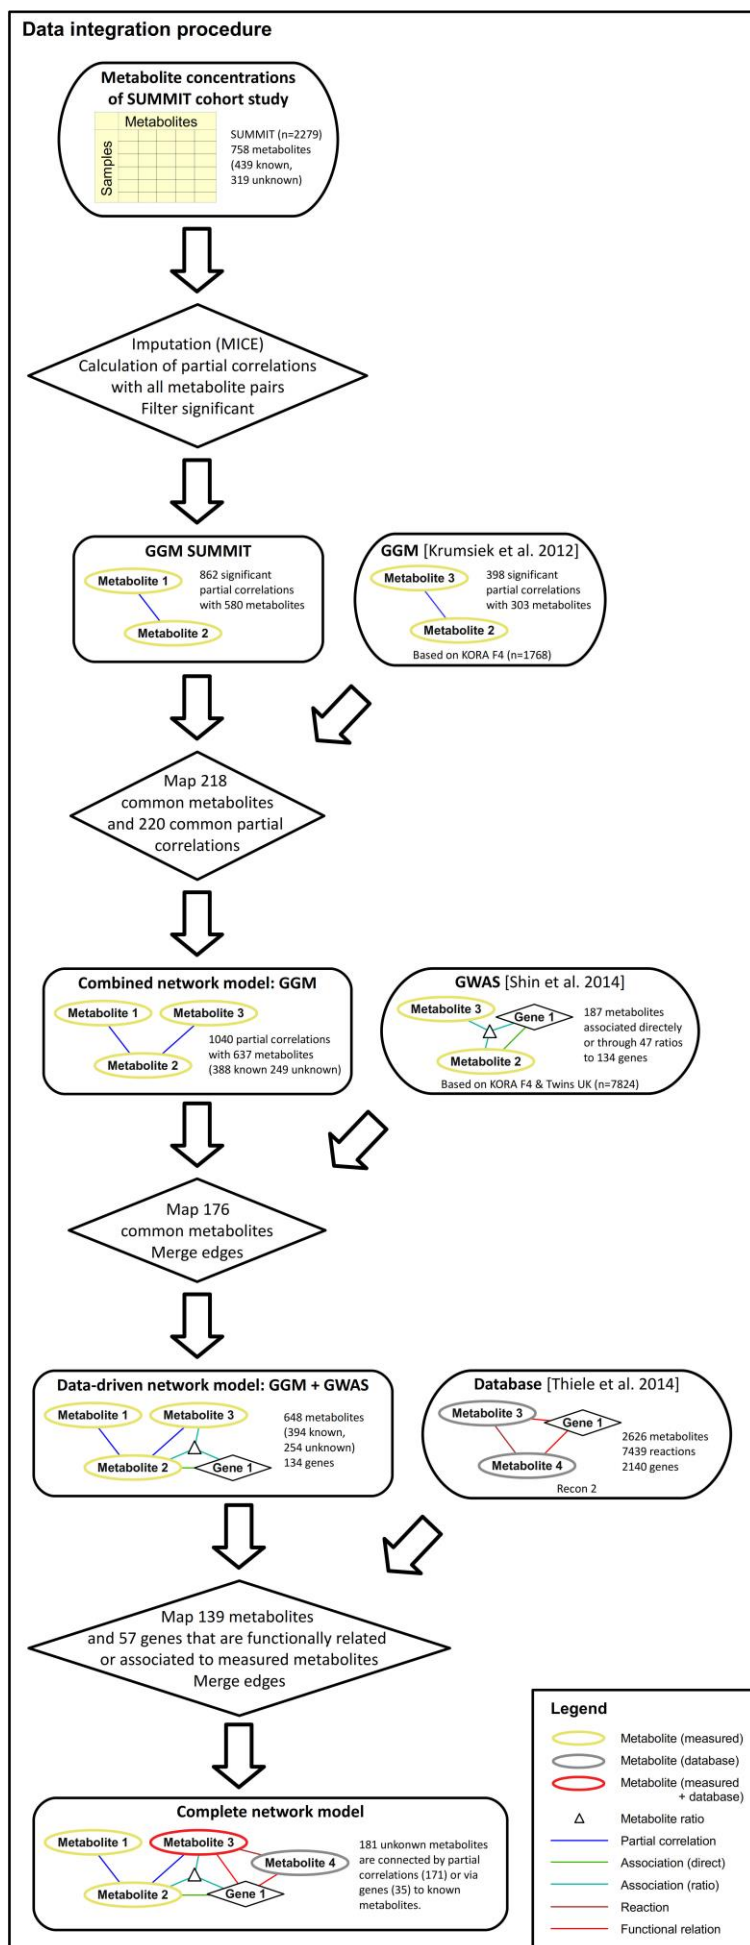 Data integration procedure
Metabolite concentrations
of SUMMIT cohort study
Metabolites
Samples
SUMMIT (n=2279)
758 metabolites
(439 known,
319 unknown)
Imputation (MICE)
Calculation of partial correlations
with all metabolite pairs
Filter significant
GGM SUMMIT
Metabolite 1
Metabolite 2
862 significant
partial correlations
with 580 metabolites
GGM [Krumsiek et al. 2012]
Metabolite 3
Metabolite 2
398 significant
partial correlations
with 303 metabolites
Based on KORA F4 (n=1768)
Map 218
common metabolites
and 220 common partial
correlations
Combined network model: GGM
Metabolite 1
Metabolite 3
Metabolite 2
1040 partial correlations
with 637 metabolites
(388 known 249 unknown)
GWAS [Shin et al. 2014]
Metabolite 3
Gene 1
Metabolite 2
187 metabolites
associated directely
or through 47 ratios
to 134 genes
Based on KORA F4 & Twins UK (n=7824)
Map 176
common metabolites
Merge edges
Data-driven network model: GGM + GWAS
Metabolite 1
Metabolite 3
Metabolite 2
Gene 1
648 metabolites
(394 known,
254 unknown)
134 genes
Database [Thiele et al. 2014]
Metabolite 3
Gene 1
Metabolite 4
2626 metabolites
7439 reactions
2140 genes
Recon 2
Map 139 metabolites
and 57 genes that are functionally related
or associated to measured metabolites
Merge edges
Complete network model
Metabolite 1
Metabolite 3
Metabolite 4
Metabolite 2
Gene 1
181 unkonwn metabolites
are connected by partial
correlations (171) or via
genes (35) to known
metabolites.
Legend
Metabolite (measured)
Metabolite (database)
Metabolite (measured
+ database)
Metabolite ratio
Partial correlation
Association (direct)
Association (ratio)
Reaction
Functional relation